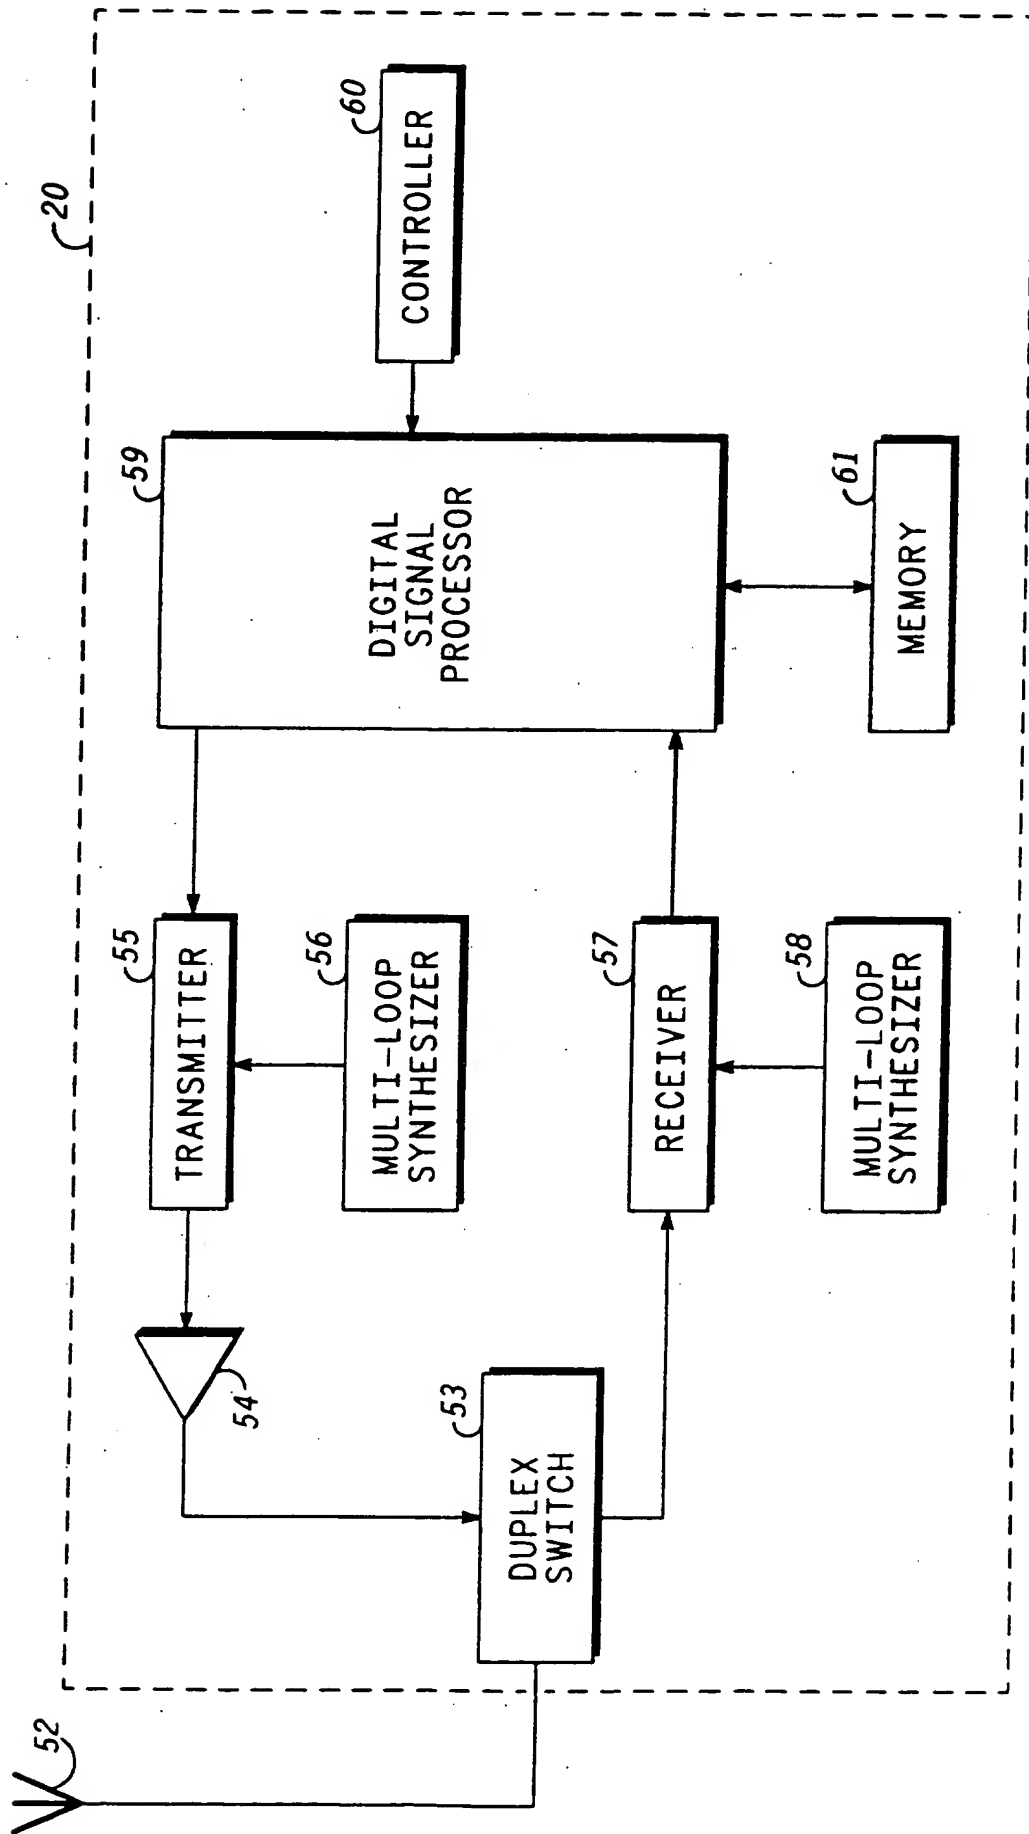 20
52
54
55
TRANSMITTER
56
MULTI-LOOP
SYNTHESIZER
59
DIGITAL
SIGNAL
PROCESSOR
60
CONTROLLER
53
DUPLEX
SWITCH
57
RECEIVER
58
MULTI-LOOP
SYNTHESIZER
61
MEMORY